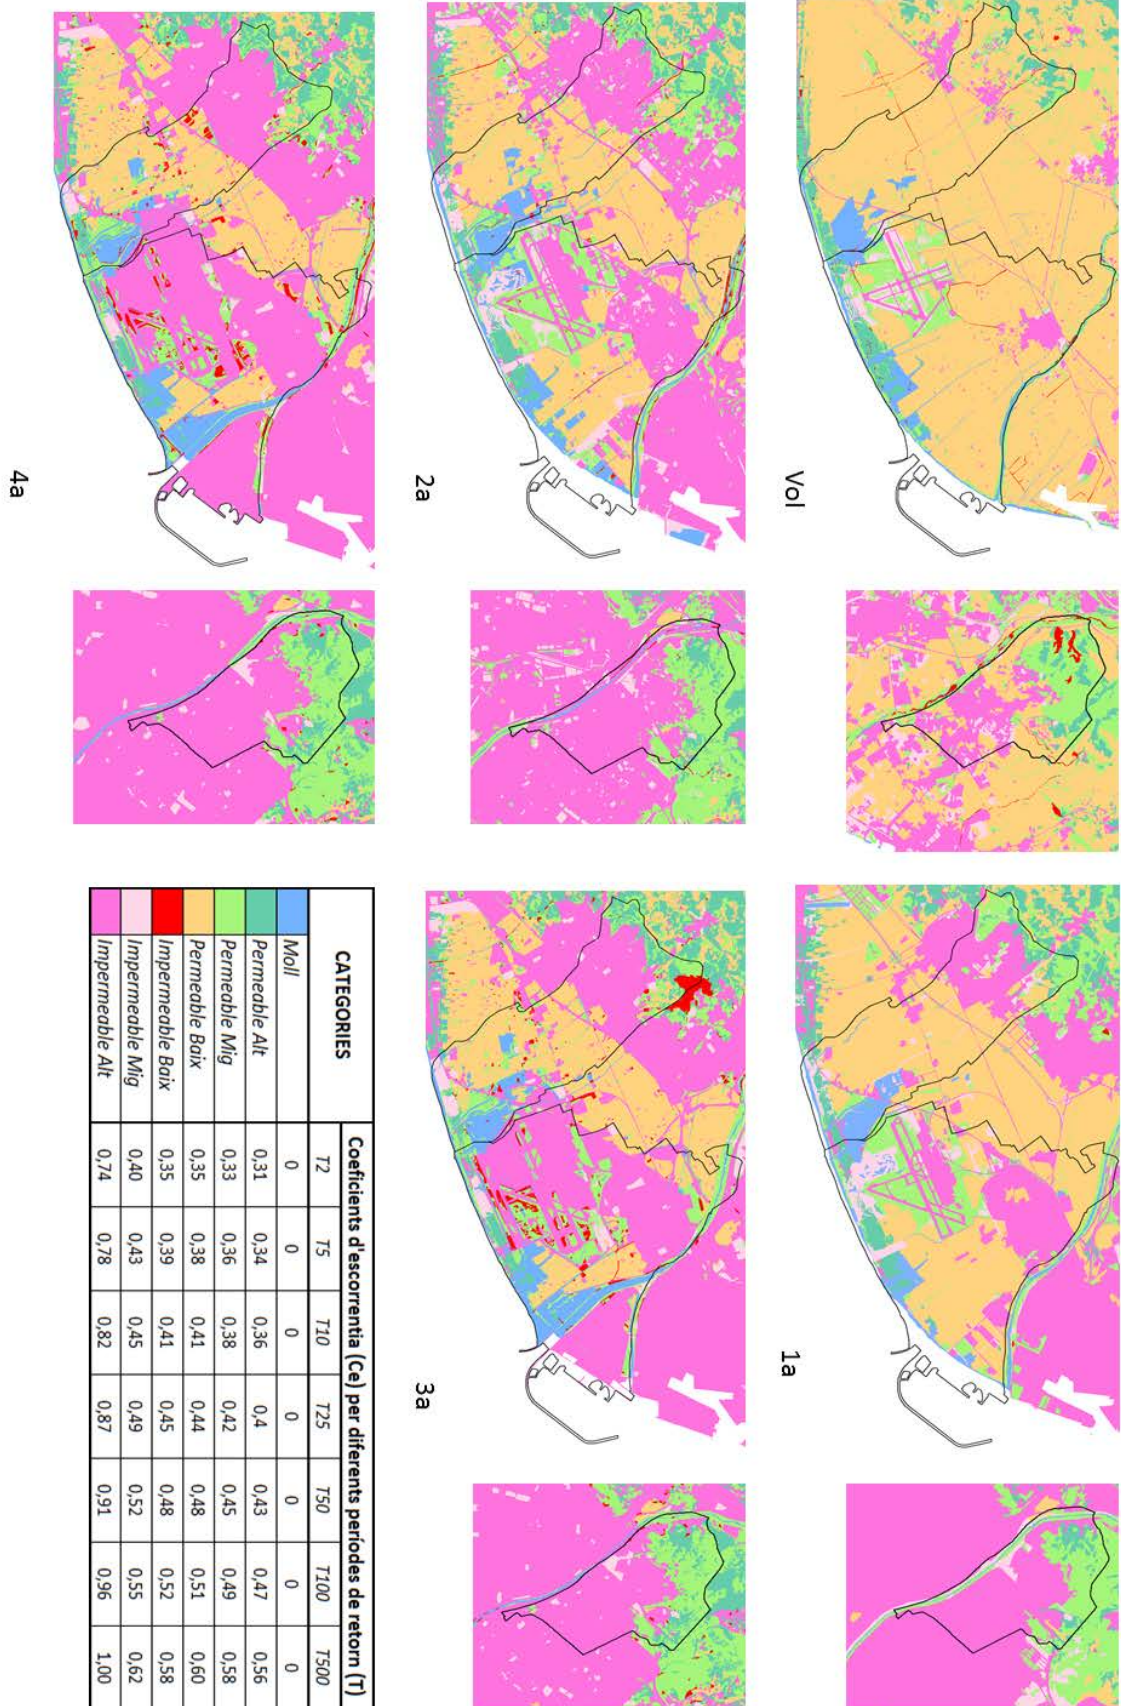 Vol
1a
2a
3a
4a
CATEGORIES
Coeficients d'escorrentia (Ce) per diferents períodes de retorn (T)
T2 T5 T10 T25 T50 T100 T500
Moll 0 0 0 0 0 0 0
Permeable Alt 0,31 0,34 0,36 0,4 0,43 0,47 0,56
Permeable Mig 0,33 0,36 0,38 0,42 0,45 0,49 0,58
Permeable Baix 0,35 0,38 0,41 0,44 0,48 0,51 0,60
Impermeable Baix 0,35 0,39 0,41 0,45 0,48 0,52 0,58
Impermeable Mig 0,40 0,43 0,45 0,49 0,52 0,55 0,62
Impermeable Alt 0,74 0,78 0,82 0,87 0,91 0,96 1,00